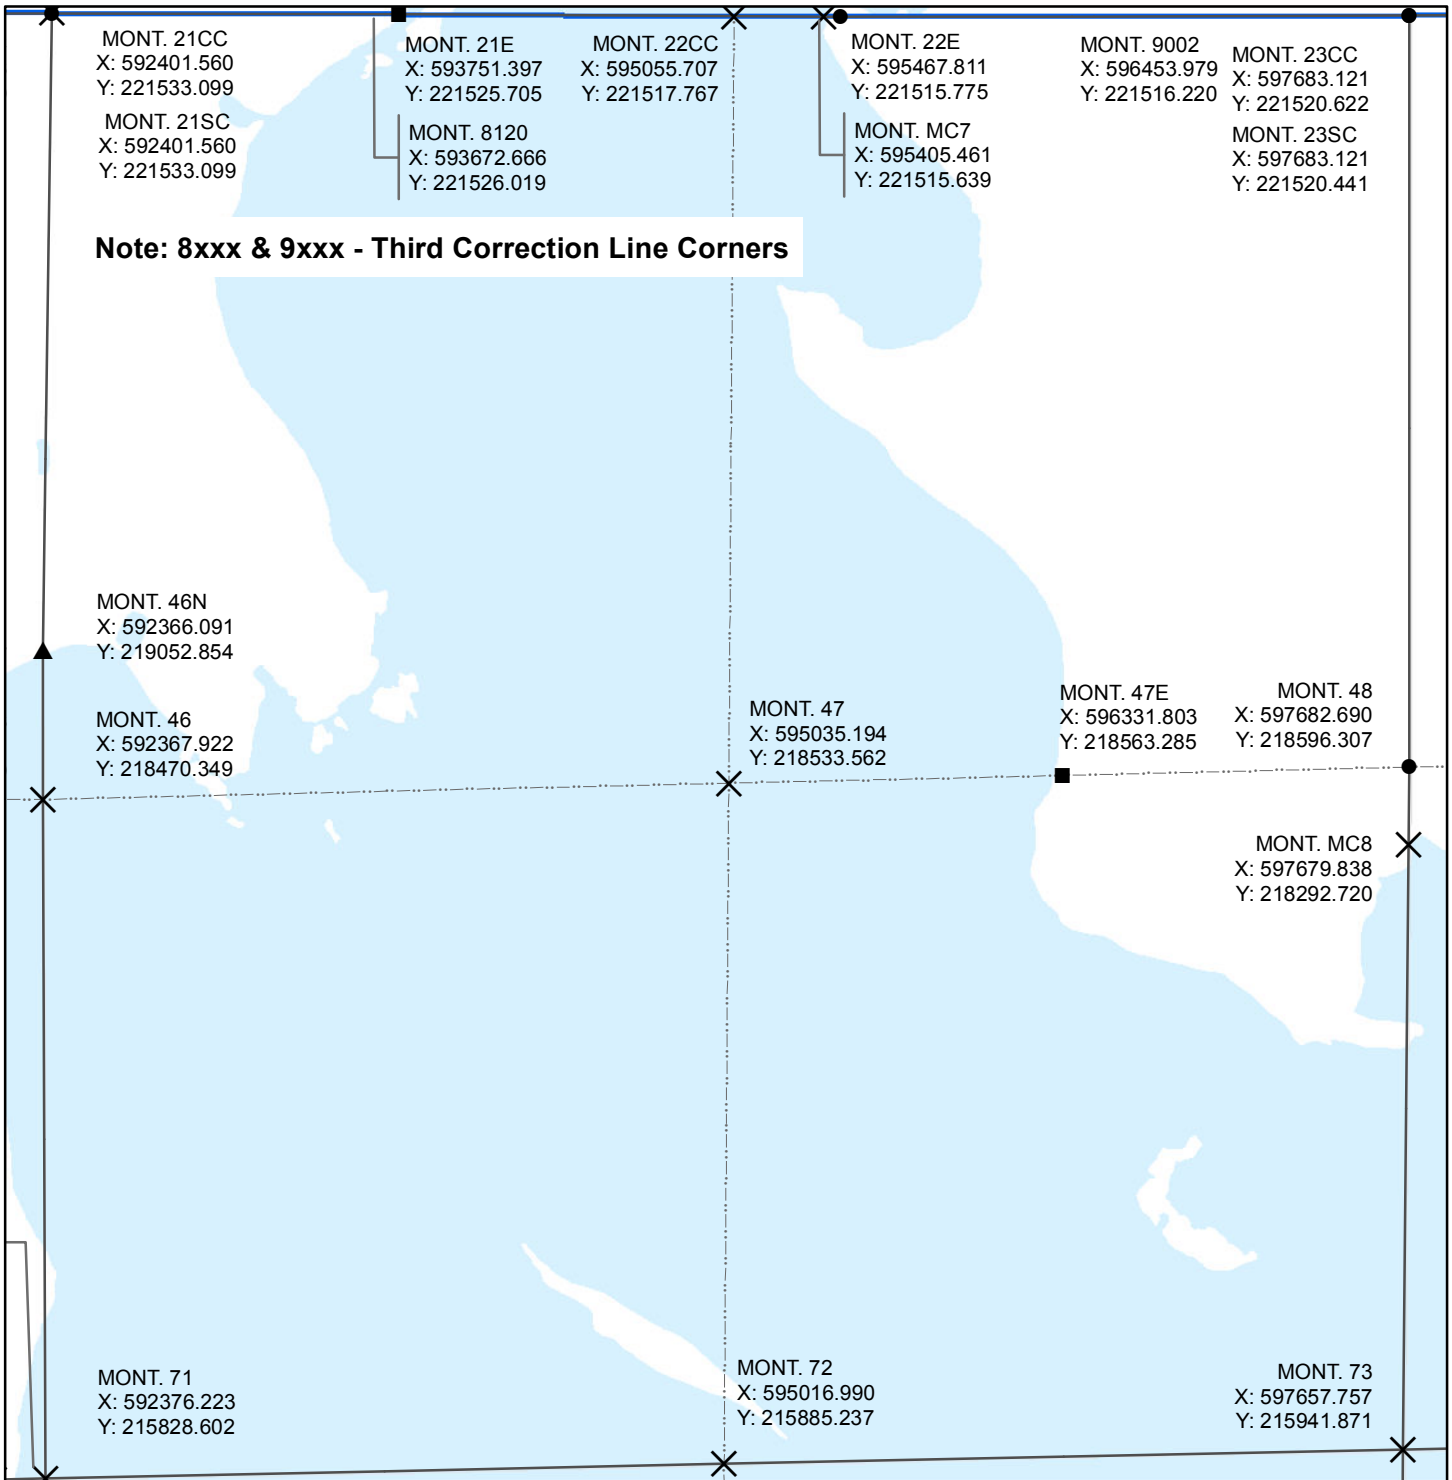 MONT. 21CC
X: 592401.560
Y: 221533.099
MONT. 21SC
X: 592401.560
Y: 221533.099
MONT. 21E
X: 593751.397
Y: 221525.705
MONT. 8120
X: 593672.666
Y: 221526.019
MONT. 22CC
X: 595055.707
Y: 221517.767
MONT. 22E
X: 595467.811
Y: 221515.775
MONT. MC7
X: 595405.461
Y: 221515.639
MONT. 9002
X: 596453.979
Y: 221516.220
MONT. 23CC
X: 597683.121
Y: 221520.622
MONT. 23SC
X: 597683.121
Y: 221520.441
Note: 8xxx & 9xxx - Third Correction Line Corners
MONT. 46N
X: 592366.091
Y: 219052.854
MONT. 46
X: 592367.922
Y: 218470.349
MONT. 47
X: 595035.194
Y: 218533.562
MONT. 47E
X: 596331.803
Y: 218563.285
MONT. 48
X: 597682.690
Y: 218596.307
MONT. MC8
X: 597679.838
Y: 218292.720
MONT. 71
X: 592376.223
Y: 215828.602
MONT. 72
X: 595016.990
Y: 215885.237
MONT. 73
X: 597657.757
Y: 215941.871